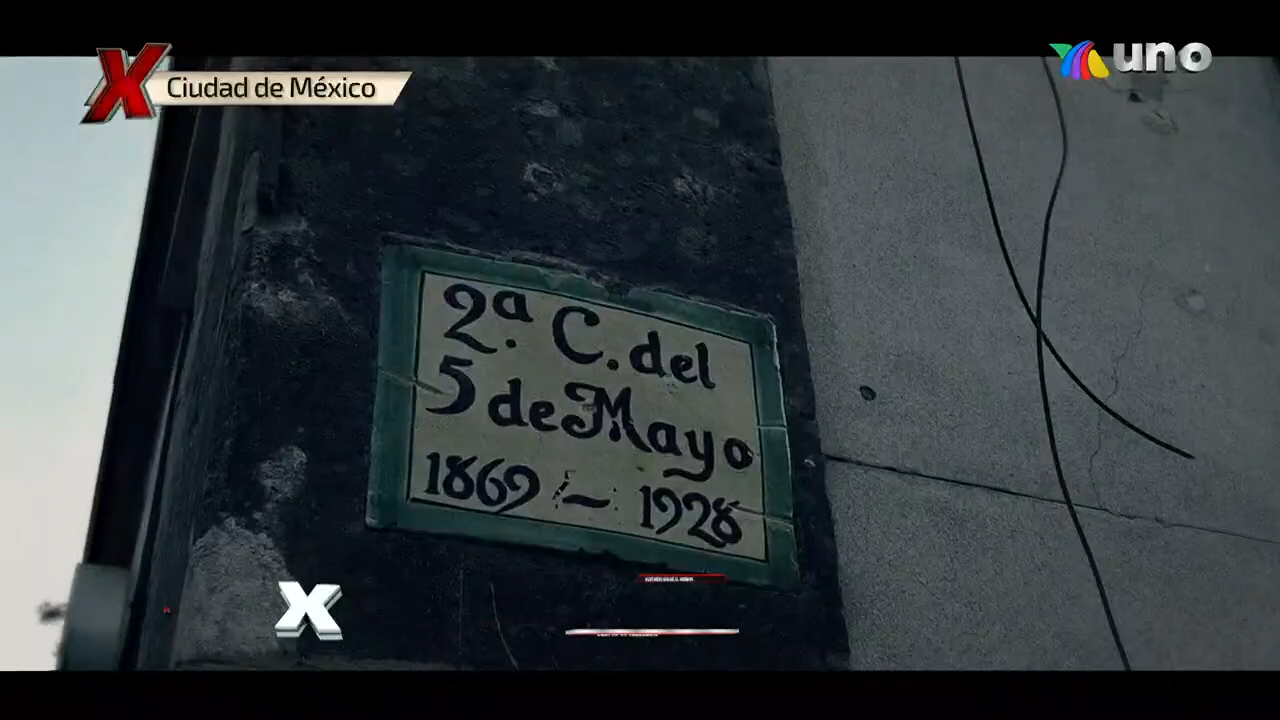 X Ciudad de México
uno
2ª. C. del
5 de Mayo
1869 - 1928
X